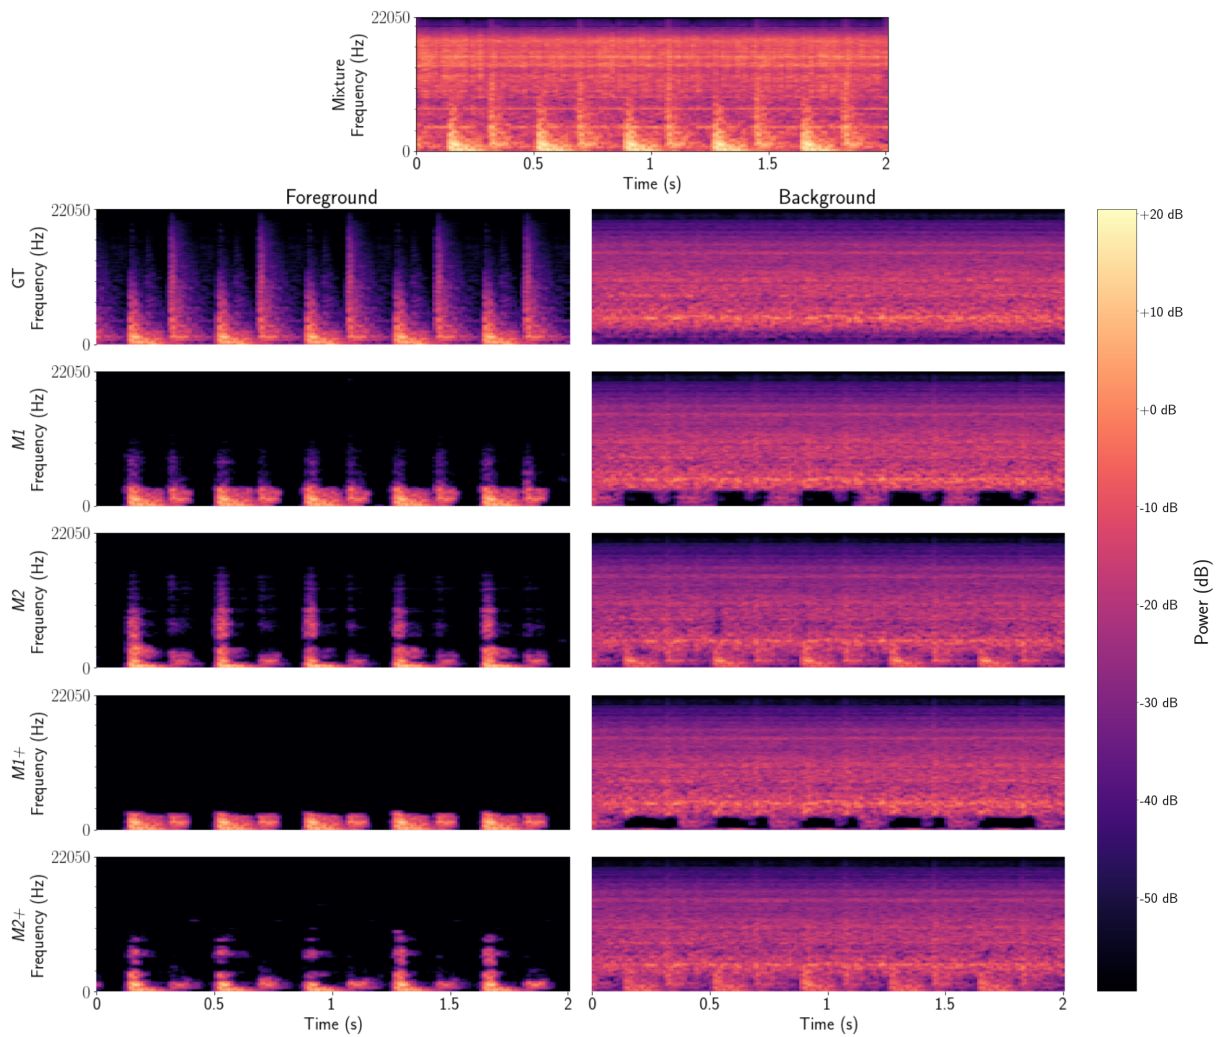 22050
Mixture
Frequency (Hz)
0
0 0.5 1 1.5 2
Time (s)
Foreground Background
22050
GT
Frequency (Hz)
0
22050
M1
Frequency (Hz)
0
22050
M2
Frequency (Hz)
0
22050
M1+
Frequency (Hz)
0
22050
M2+
Frequency (Hz)
0
0 0.5 1 1.5 2
Time (s)
0 0.5 1 1.5 2
Time (s)
+20 dB
+10 dB
+0 dB
-10 dB
-20 dB
-30 dB
-40 dB
-50 dB
Power (dB)